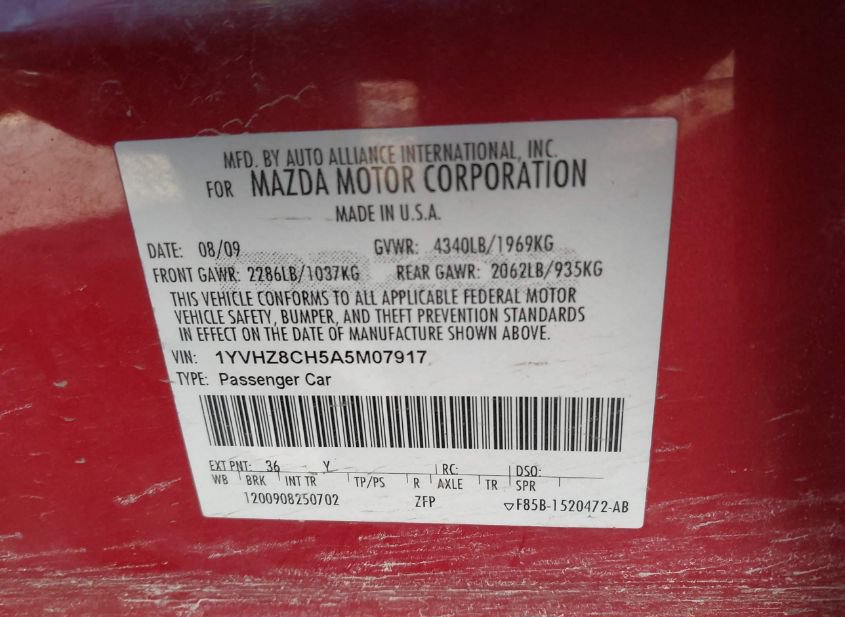 MFD. BY AUTO ALLIANCE INTERNATIONAL, INC.
FOR MAZDA MOTOR CORPORATION
MADE IN U.S.A.
DATE: 08/09 GVWR: 4340LB/1969KG
FRONT GAWR: 2286LB/1037KG REAR GAWR: 2062LB/935KG
THIS VEHICLE CONFORMS TO ALL APPLICABLE FEDERAL MOTOR
VEHICLE SAFETY, BUMPER, AND THEFT PREVENTION STANDARDS
IN EFFECT ON THE DATE OF MANUFACTURE SHOWN ABOVE.
VIN: 1YVHZ8CH5A5M07917
TYPE: Passenger Car
EXT PNT: 36 Y RC: DSO:
WB BRK INT TR TP/PS R AXLE TR SPR
1200908250702 ZFP ▽F85B-1520472-AB